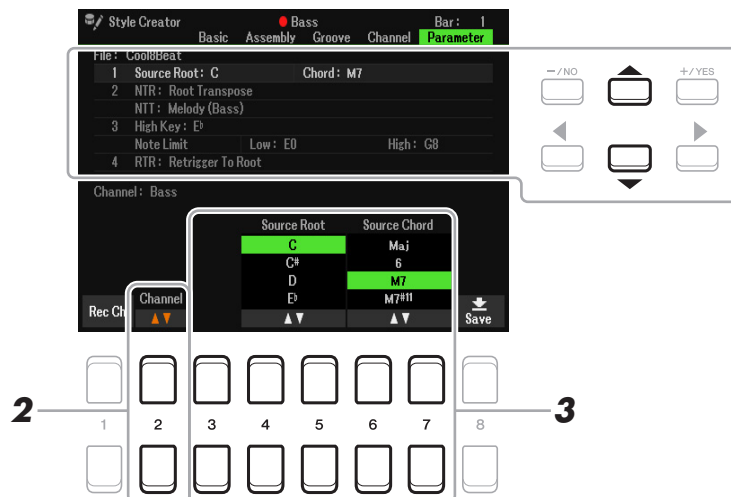 Style Creator Bass Bar: 1
Basic Assembly Groove Channel Parameter
File: Cool8Beat
1 Source Root: C Chord: M7
2 NTR: Root Transpose
NTT: Melody (Bass)
3 High Key: E♭
Note Limit Low: E0 High: G8
4 RTR: Retrigger To Root
-/NO +/YES
Channel: Bass
Source Root Source Chord
C Maj
C# 6
D M7
E♭ M7#11
Rec Ch Channel Save
2 3
1 2 3 4 5 6 7 8